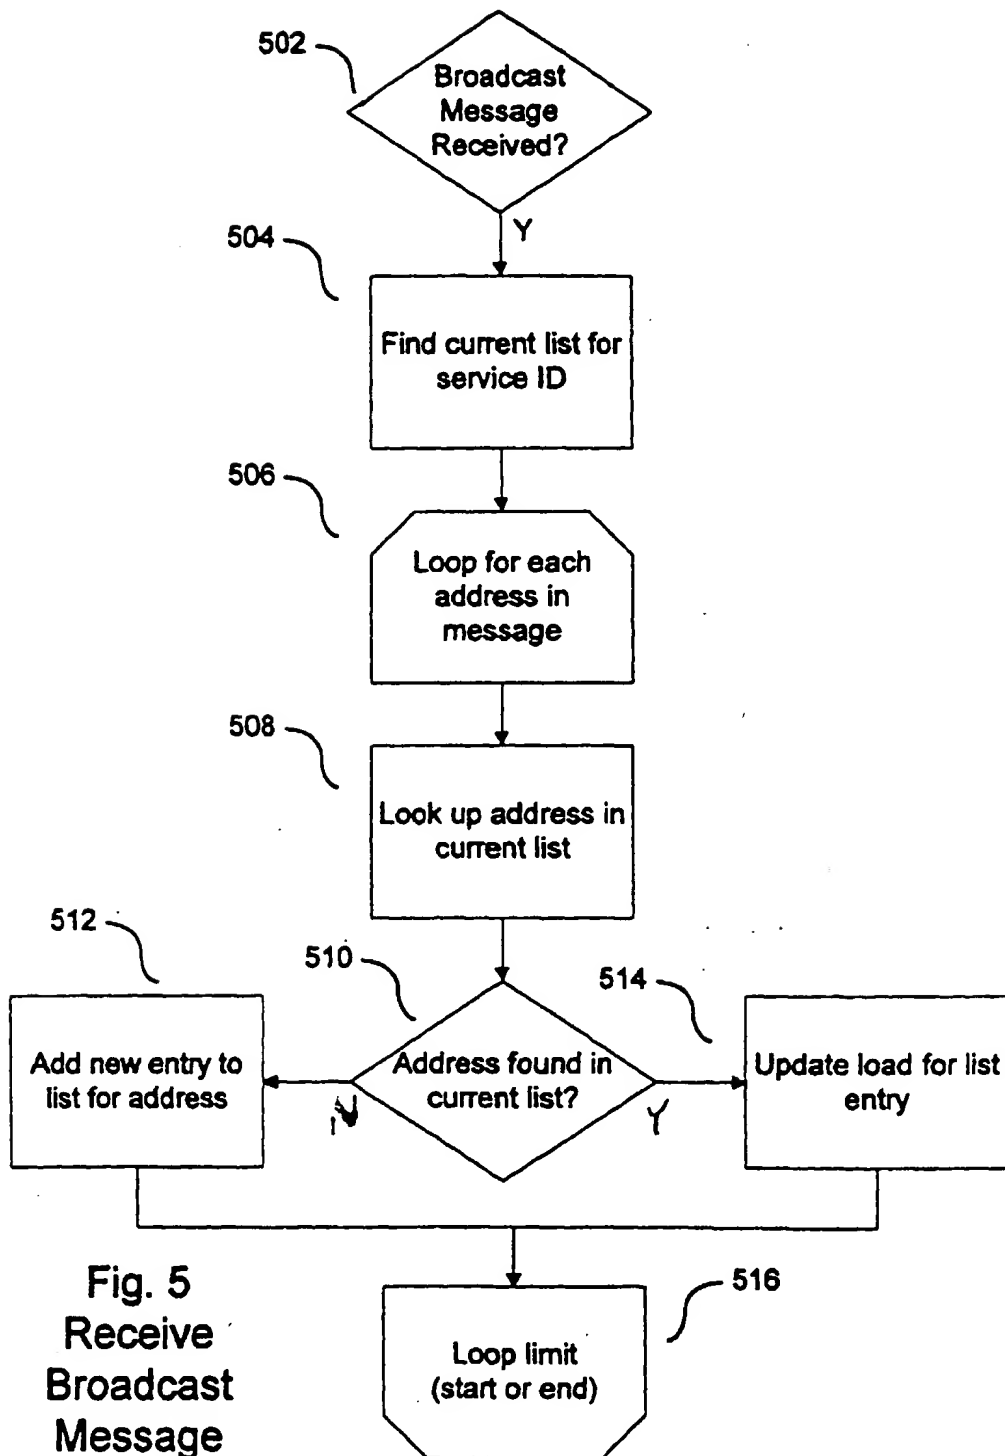 502
Broadcast
Message
Received?
Y
504
Find current list for
service ID
506
Loop for each
address in
message
508
Look up address in
current list
512
510
514
Add new entry to
list for address
N
Address found in
current list?
Y
Update load for list
entry
516
Loop limit
(start or end)
Fig. 5
Receive
Broadcast
Message